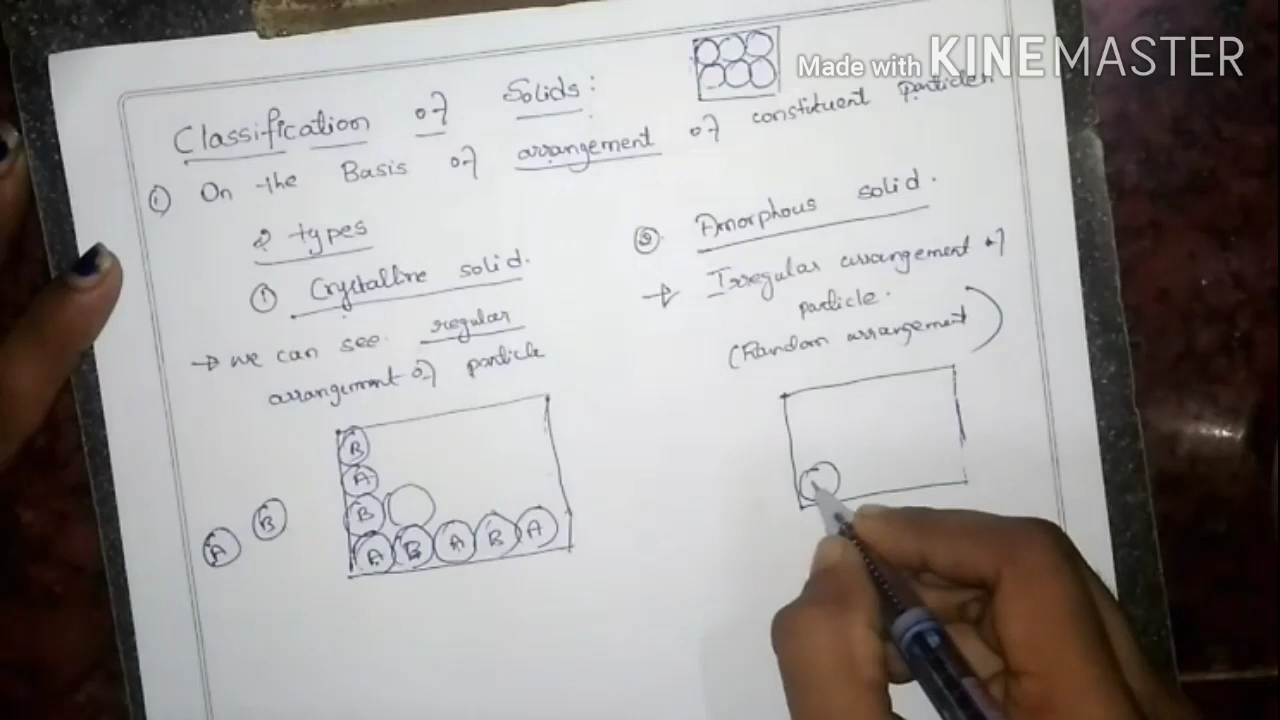 Made with KINEMASTER
Classification of Solids:
① On the Basis of arrangement of constituent particles.
2 types
① Crystalline solid.
→ we can see regular
arrangement of particle
② Amorphous solid.
→ Irregular arrangement of
particle.
(Random arrangement)
B
A
B
A B A B A
A B